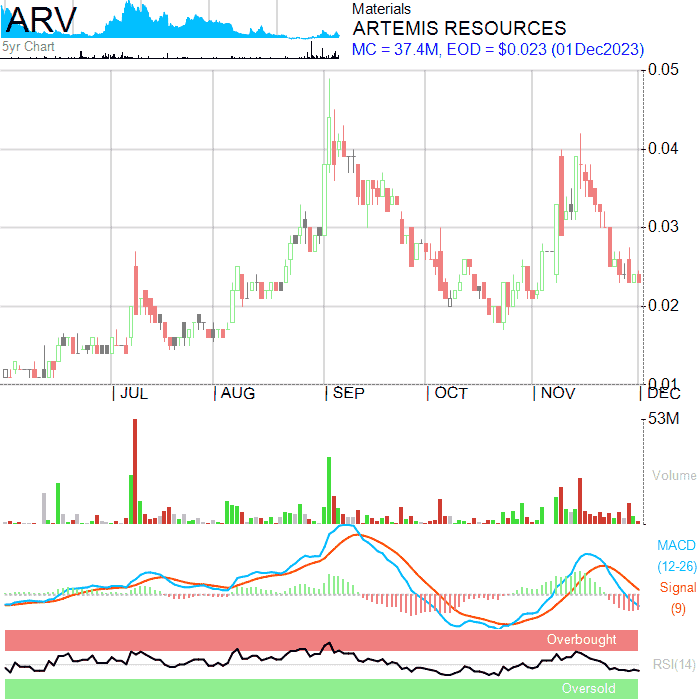 ARV
5yr Chart
Materials
ARTEMIS RESOURCES
MC = 37.4M, EOD = $0.023 (01Dec2023)
0.05
0.04
0.03
0.02
0.01
JUL AUG SEP OCT NOV DEC
53M
Volume
MACD
(12-26)
Signal
(9)
Overbought
RSI(14)
Oversold